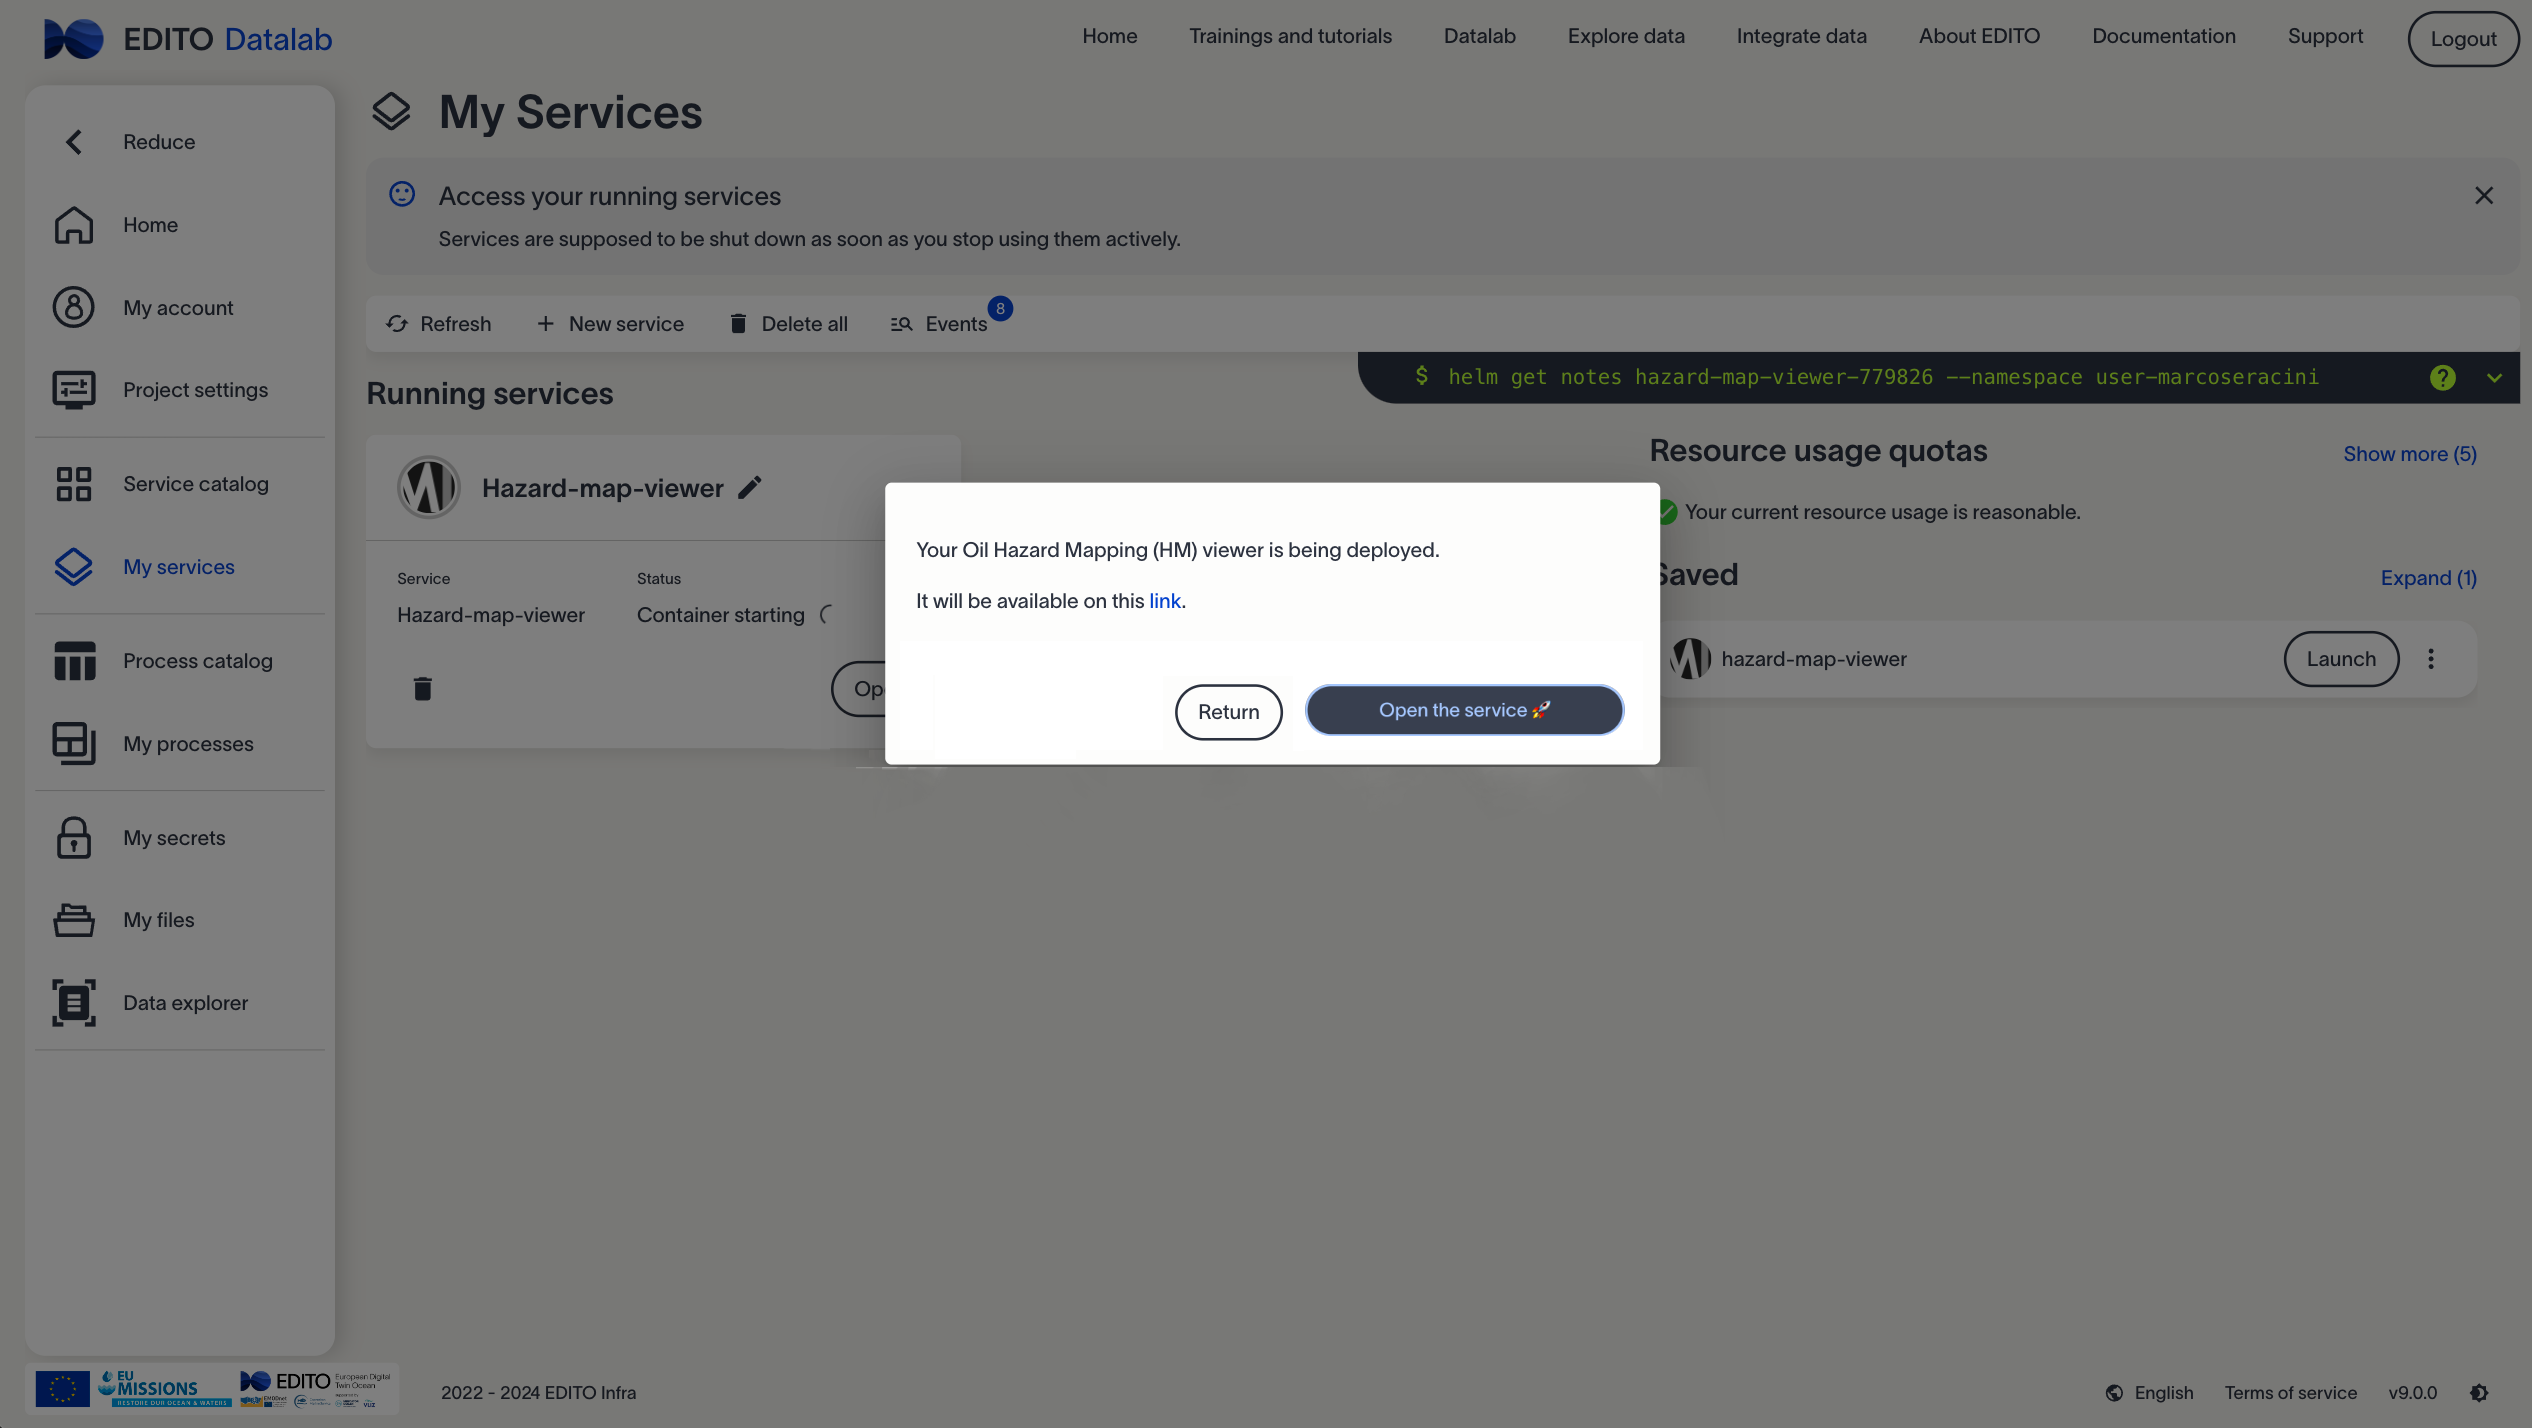 EDITO Datalab
Home Trainings and tutorials Datalab Explore data Integrate data About EDITO Documentation Support Logout
Reduce
Home
My account
Project settings
Service catalog
My services
Process catalog
My processes
My secrets
My files
Data explorer
My Services
Access your running services
Services are supposed to be shut down as soon as you stop using them actively.
Refresh New service Delete all Events 8
$ helm get notes hazard-map-viewer-779826 --namespace user-marcoseracini ?
Running services
Hazard-map-viewer
Service Status
Hazard-map-viewer Container starting
Op
Your Oil Hazard Mapping (HM) viewer is being deployed.
It will be available on this link.
Return Open the service 🚀
Resource usage quotas Show more (5)
Your current resource usage is reasonable.
Saved Expand (1)
hazard-map-viewer Launch
EU MISSIONS
RESTORE OUR OCEAN & WATERS
EDITO European Digital Twin Ocean
2022 - 2024 EDITO Infra
English Terms of service v9.0.0